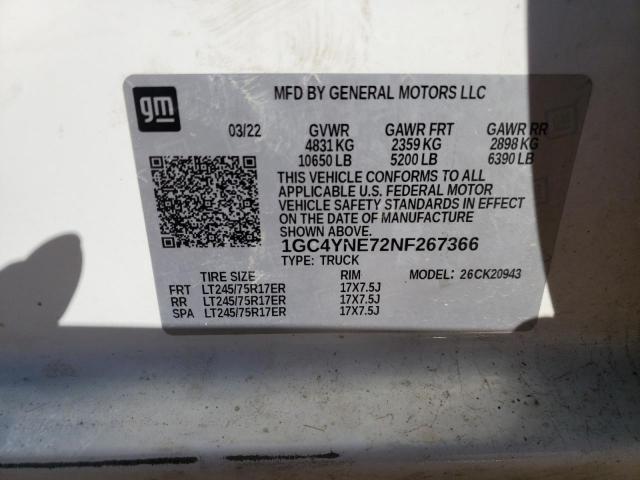 gm
MFD BY GENERAL MOTORS LLC
03/22 GVWR GAWR FRT GAWR RR
4831 KG 2359 KG 2898 KG
10650 LB 5200 LB 6390 LB
THIS VEHICLE CONFORMS TO ALL
APPLICABLE U.S. FEDERAL MOTOR
VEHICLE SAFETY STANDARDS IN EFFECT
ON THE DATE OF MANUFACTURE
SHOWN ABOVE.
1GC4YNE72NF267366
TYPE: TRUCK MODEL: 26CK20943
TIRE SIZE RIM
FRT LT245/75R17ER 17X7.5J
RR LT245/75R17ER 17X7.5J
SPA LT245/75R17ER 17X7.5J